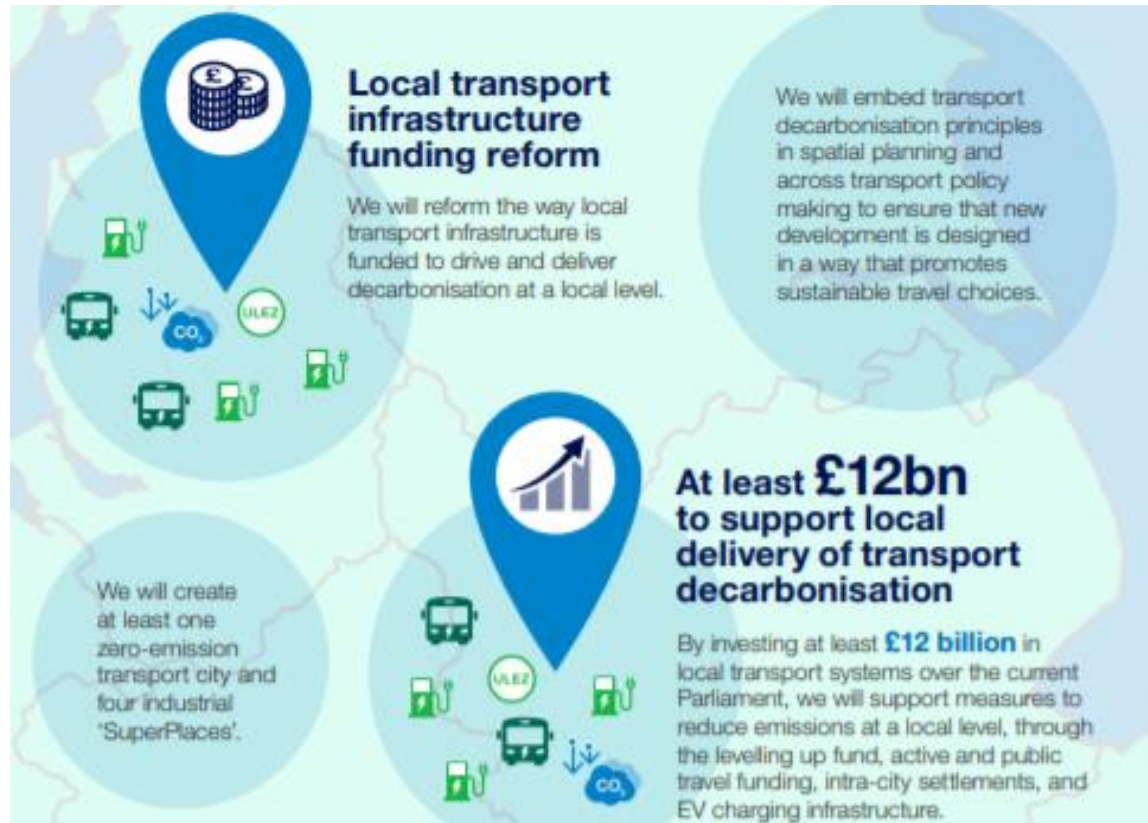 £
£
Local transport
infrastructure
funding reform
We will reform the way local
transport infrastructure is
funded to drive and deliver
decarbonisation at a local level.
We will embed transport
decarbonisation principles
in spatial planning and
across transport policy
making to ensure that new
development is designed
in a way that promotes
sustainable travel choices.
CO₂
ULEZ
At least £12bn
to support local
delivery of transport
decarbonisation
By investing at least £12 billion in
local transport systems over the current
Parliament, we will support measures to
reduce emissions at a local level, through
the levelling up fund, active and public
travel funding, intra-city settlements, and
EV charging infrastructure.
We will create
at least one
zero-emission
transport city and
four industrial
'SuperPlaces'.
ULEZ
CO₂